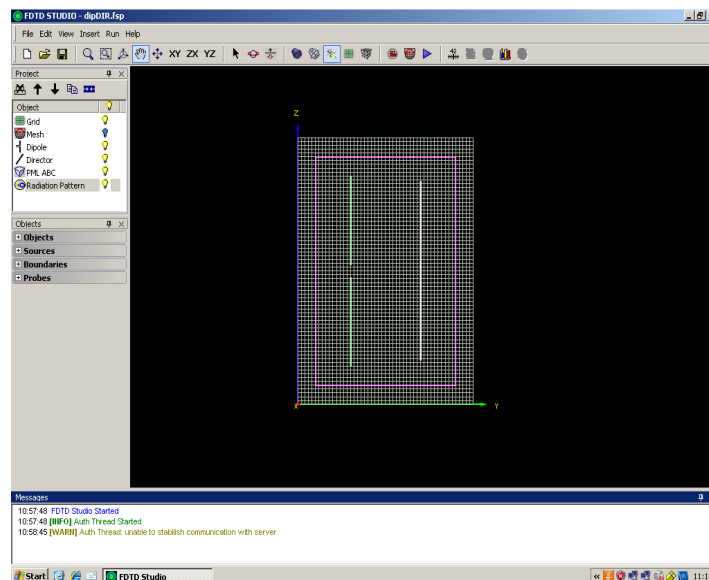 FDTD STUDIO - dipDIR.fsp
File Edit View Insert Run Help
XY ZX YZ
Project
Object
Grid
Mesh
Dipole
Director
PML ABC
Radiation Pattern
Objects
Objects
Sources
Boundaries
Probes
Z
X
Y
Messages
10:57:48 FDTD Studio Started
10:57:48 [INFO] Auth Thread Started
10:58:45 [WARN] Auth Thread: unable to stabilish communication with server
Start
FDTD Studio
11:1